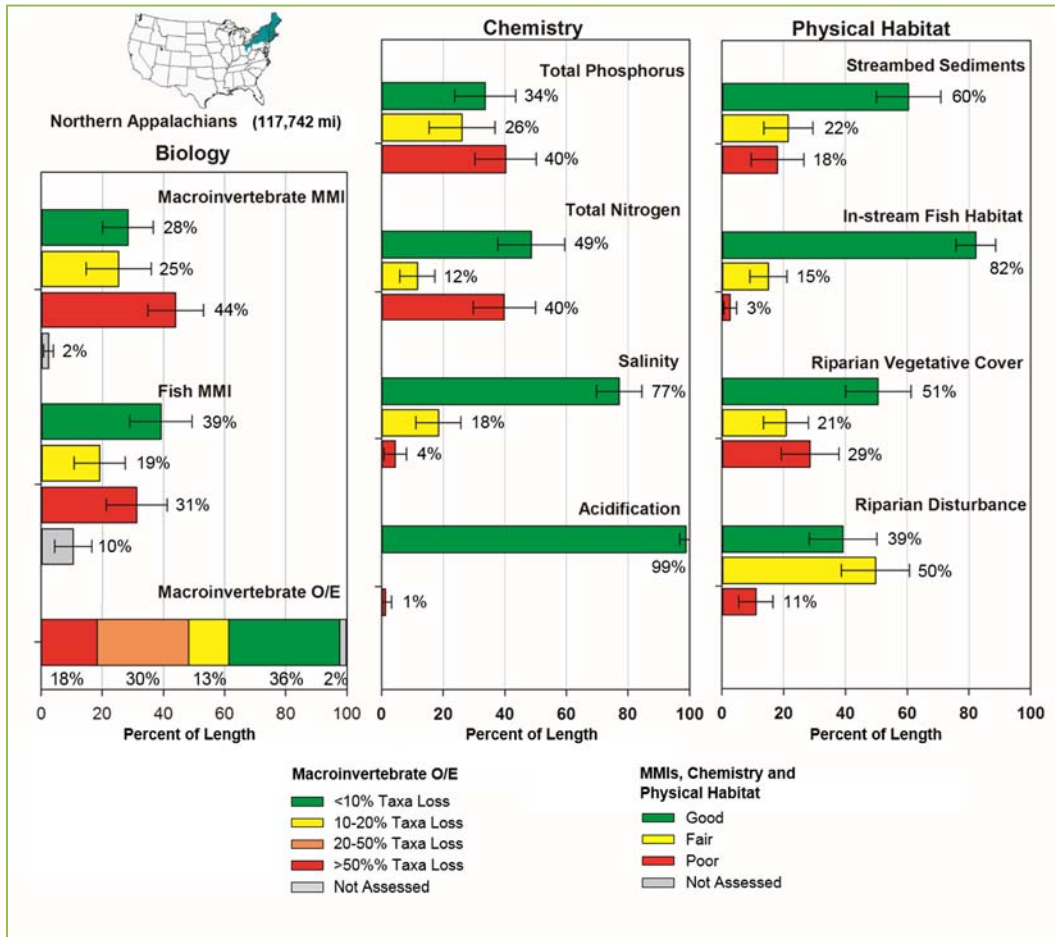 Northern Appalachians (117,742 mi)
Biology
Macroinvertebrate MMI
28%
25%
44%
2%
Fish MMI
39%
19%
31%
10%
Macroinvertebrate O/E
18% 30% 13% 36% 2%
0 20 40 60 80 100
Percent of Length
Chemistry
Total Phosphorus
34%
26%
40%
Total Nitrogen
49%
12%
40%
Salinity
77%
18%
4%
Acidification
99%
1%
0 20 40 60 80 100
Percent of Length
Physical Habitat
Streambed Sediments
60%
22%
18%
In-stream Fish Habitat
82%
15%
3%
Riparian Vegetative Cover
51%
21%
29%
Riparian Disturbance
39%
50%
11%
0 20 40 60 80 100
Percent of Length
Macroinvertebrate O/E
<10% Taxa Loss
10-20% Taxa Loss
20-50% Taxa Loss
>50%% Taxa Loss
Not Assessed
MMIs, Chemistry and
Physical Habitat
Good
Fair
Poor
Not Assessed